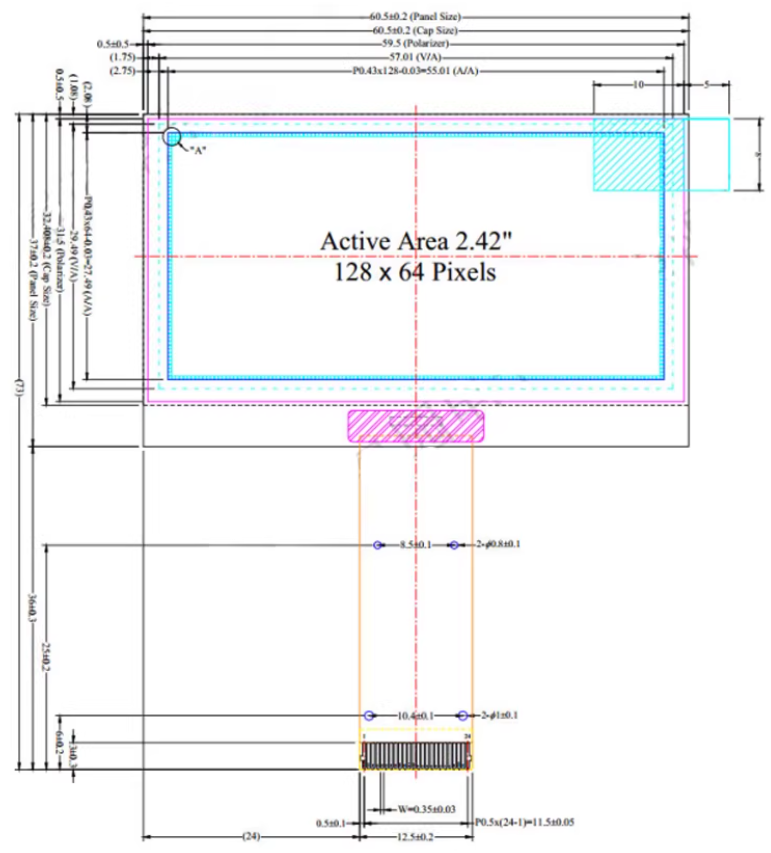 60.5±0.2 (Panel Size)
60.5±0.2 (Cap Size)
0.5±0.5
59.5 (Polarizer)
(1.75)
57.01 (V/A)
(2.75)
P0.43x128-0.03=55.01 (A/A)
10
5
8
0.5±0.5
(1.08)
(2.08)
"A"
Active Area 2.42"
128 x 64 Pixels
(73)
37±0.2 (Panel Size)
±0.2 (Cap Size)
31.5 (Polarizer)
29.49 (V/A)
P0.43x64-0.03=27.49 (A/A)
8.5±0.1
2-ϕ0.8±0.1
36±0.3
25±0.2
10.4±0.1
2-ϕ1±0.1
6±0.2
3±0.3
1
24
W=0.35±0.03
0.5±0.1
P0.5x(24-1)=11.5±0.05
(24)
12.5±0.2